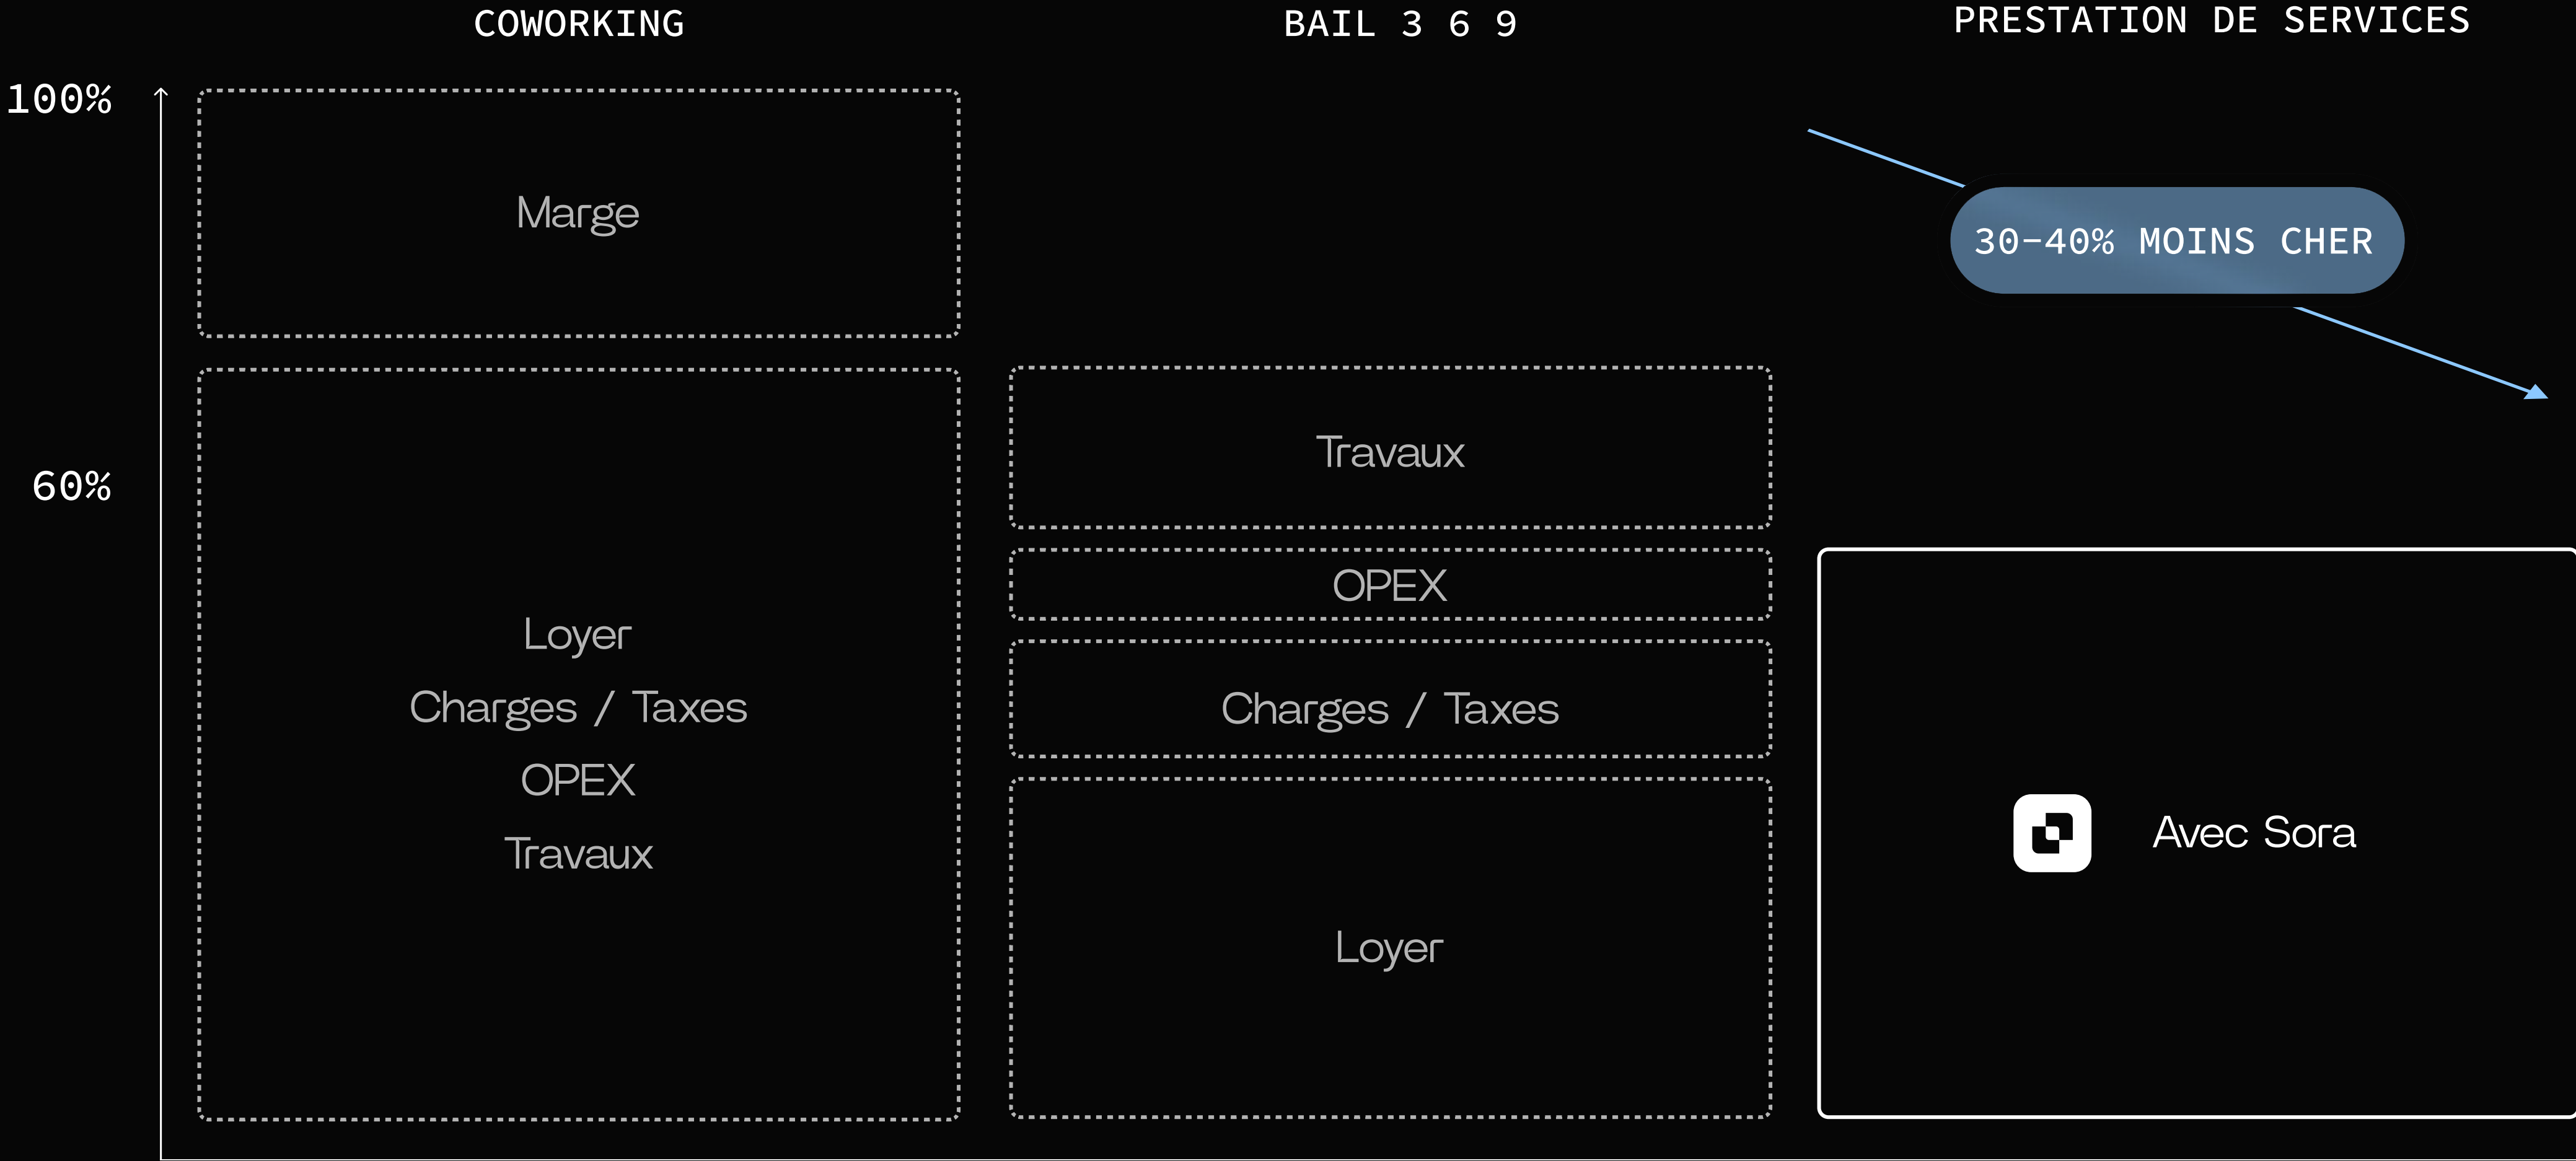 COWORKING
BAIL 3 6 9
PRESTATION DE SERVICES
100%
60%
Marge
Loyer
Charges / Taxes
OPEX
Travaux
Travaux
OPEX
Charges / Taxes
Loyer
30-40% MOINS CHER
Avec Sora